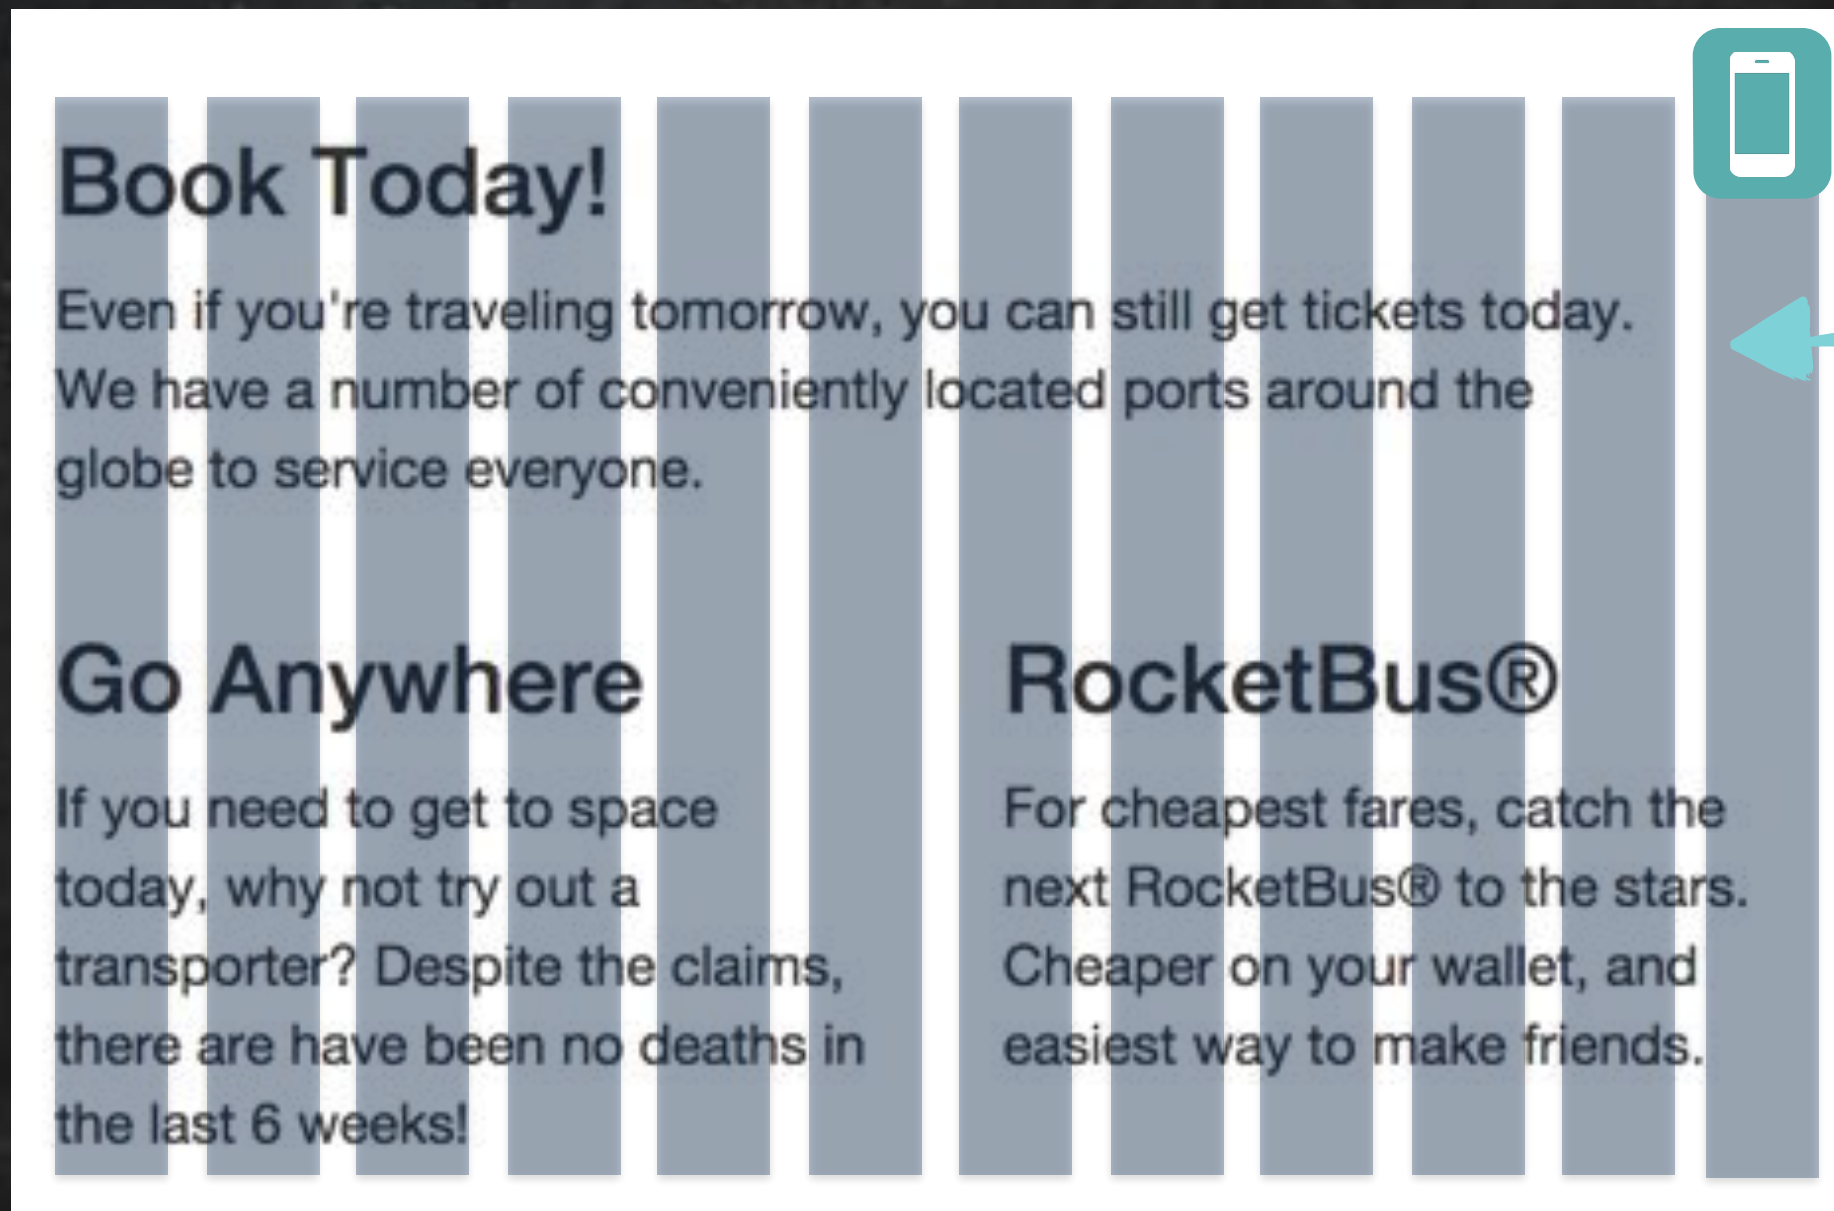 Book Today!
Even if you're traveling tomorrow, you can still get tickets today.
We have a number of conveniently located ports around the
globe to service everyone.
Go Anywhere
If you need to get to space
today, why not try out a
transporter? Despite the claims,
there are have been no deaths in
the last 6 weeks!
RocketBus®
For cheapest fares, catch the
next RocketBus® to the stars.
Cheaper on your wallet, and
easiest way to make friends.